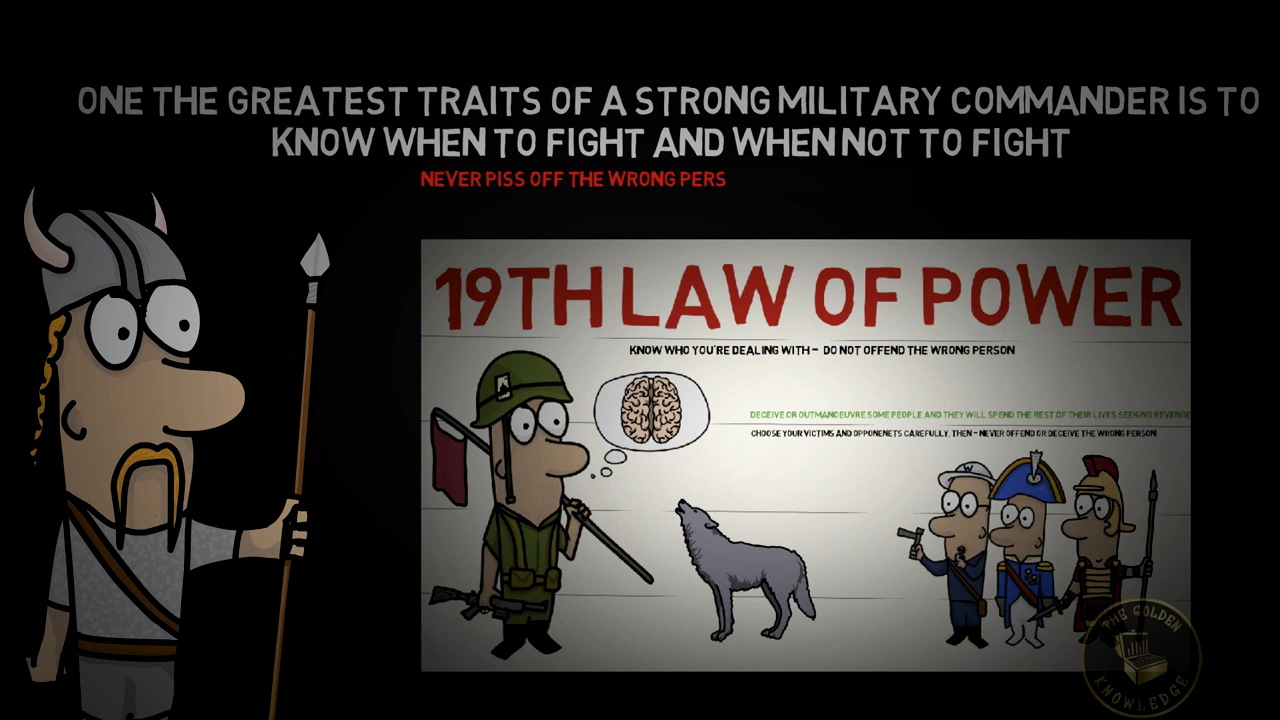 ONE THE GREATEST TRAITS OF A STRONG MILITARY COMMANDER IS TO
KNOW WHEN TO FIGHT AND WHEN NOT TO FIGHT
NEVER PISS OFF THE WRONG PERS
19TH LAW OF POWER
KNOW WHO YOU'RE DEALING WITH - DO NOT OFFEND THE WRONG PERSON
DECEIVE OR OUTMANOEUVRE SOME PEOPLE AND THEY WILL SPEND THE REST OF THEIR LIVES SEEKING REVENGE
CHOOSE YOUR VICTIMS AND OPPONENETS CAREFULLY, THEN - NEVER OFFEND OR DECEIVE THE WRONG PERSON
W
THE GOLDEN
KNOWLEDGE